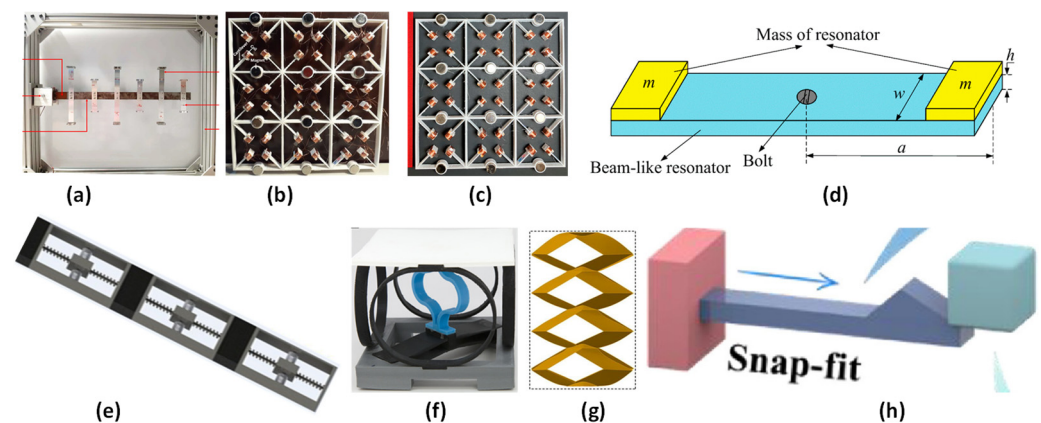 Mass of resonator
h
m
m
w
Bolt
Beam-like resonator
a
(a)
(b)
(c)
(d)
Snap-fit
(e)
(f)
(g)
(h)